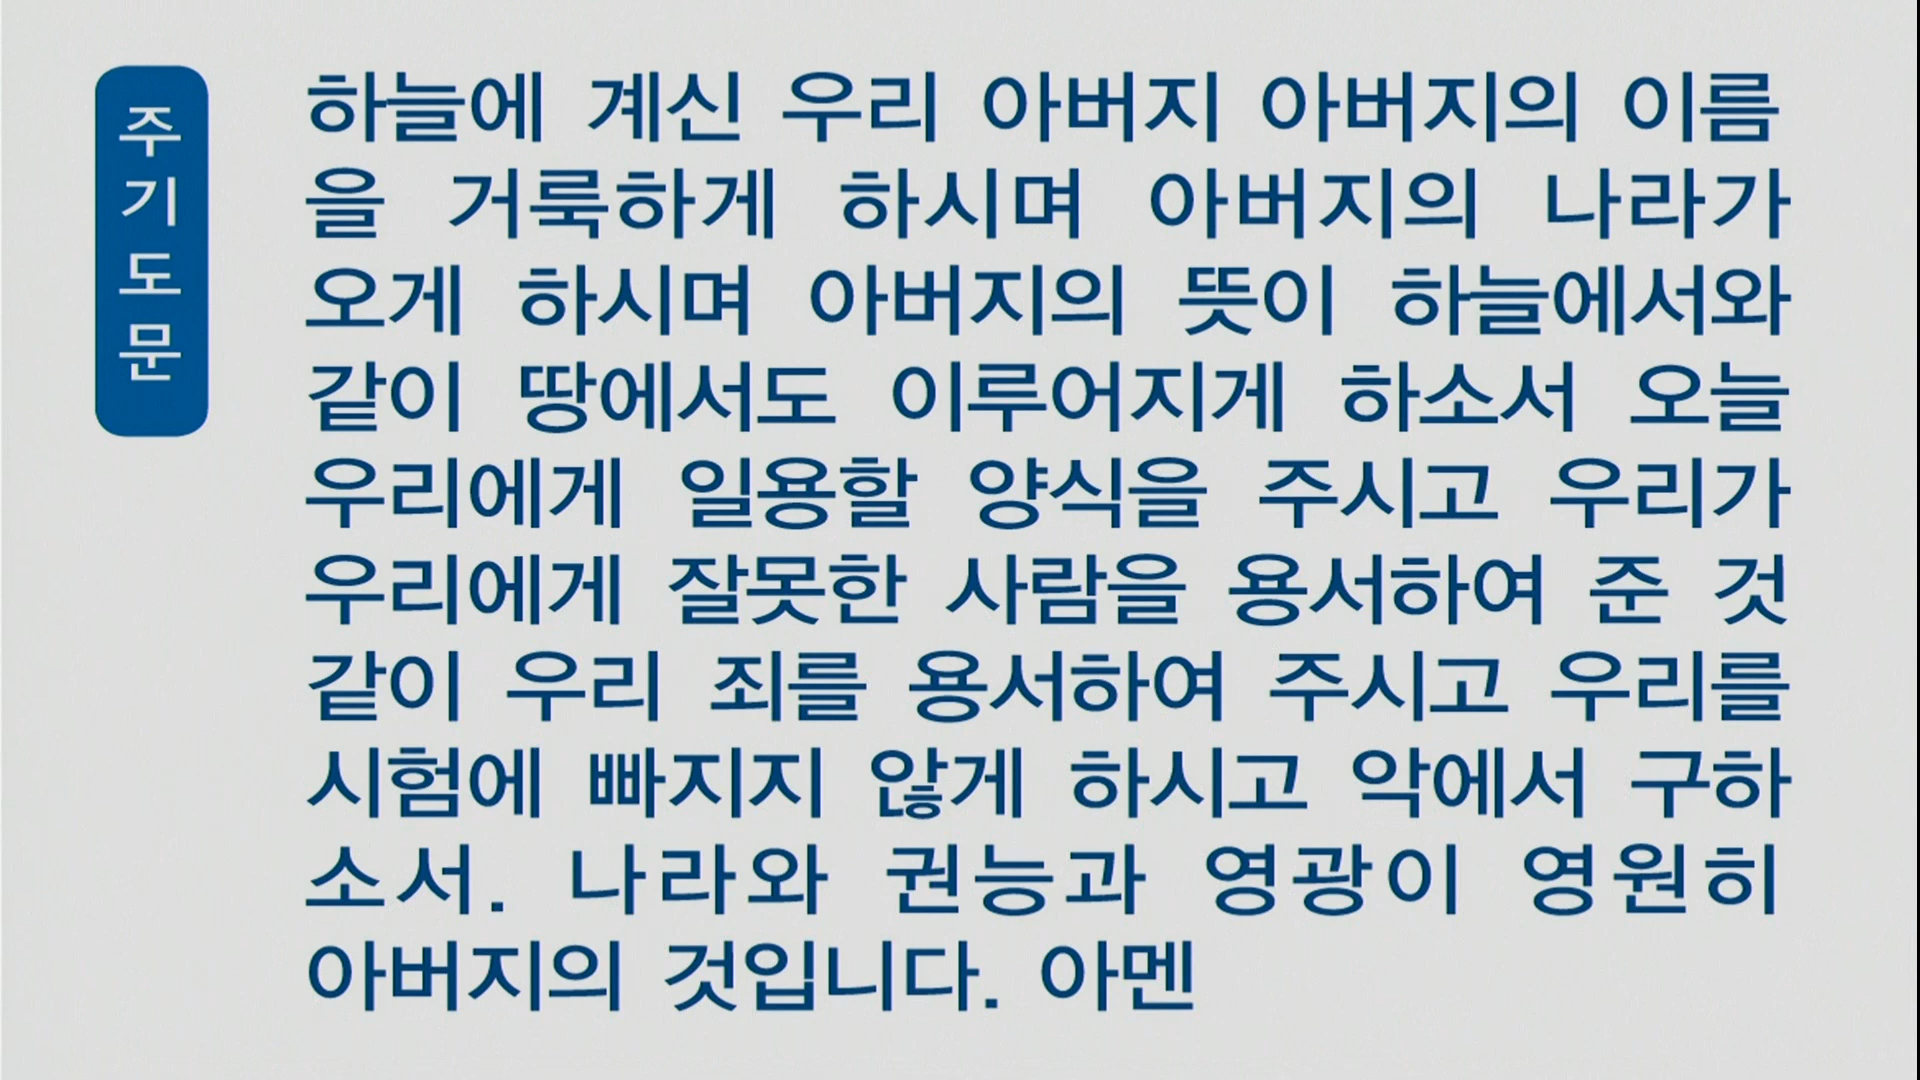 주기도문
하늘에 계신 우리 아버지 아버지의 이름
을 거룩하게 하시며 아버지의 나라가
오게 하시며 아버지의 뜻이 하늘에서와
같이 땅에서도 이루어지게 하소서 오늘
우리에게 일용할 양식을 주시고 우리가
우리에게 잘못한 사람을 용서하여 준 것
같이 우리 죄를 용서하여 주시고 우리를
시험에 빠지지 않게 하시고 악에서 구하
소서. 나라와 권능과 영광이 영원히
아버지의 것입니다. 아멘